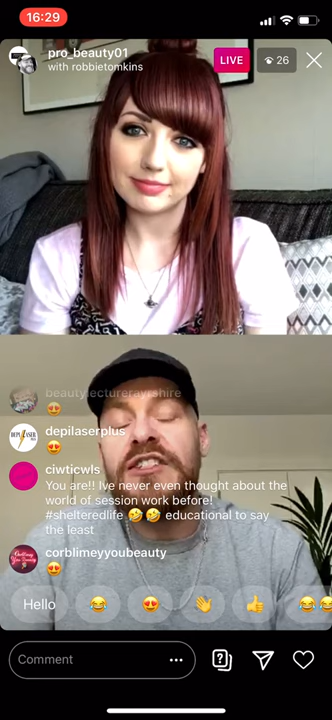 16:29
pro_beauty01
with robbietomkins
LIVE
26
beautylecturerayrshire
depilaserplus
ciwticwls
You are!! Ive never even thought about the
world of session work before!
#shelteredlife 🤣🤣 educational to say
the least
corblimeyyoubeauty
Hello
Comment